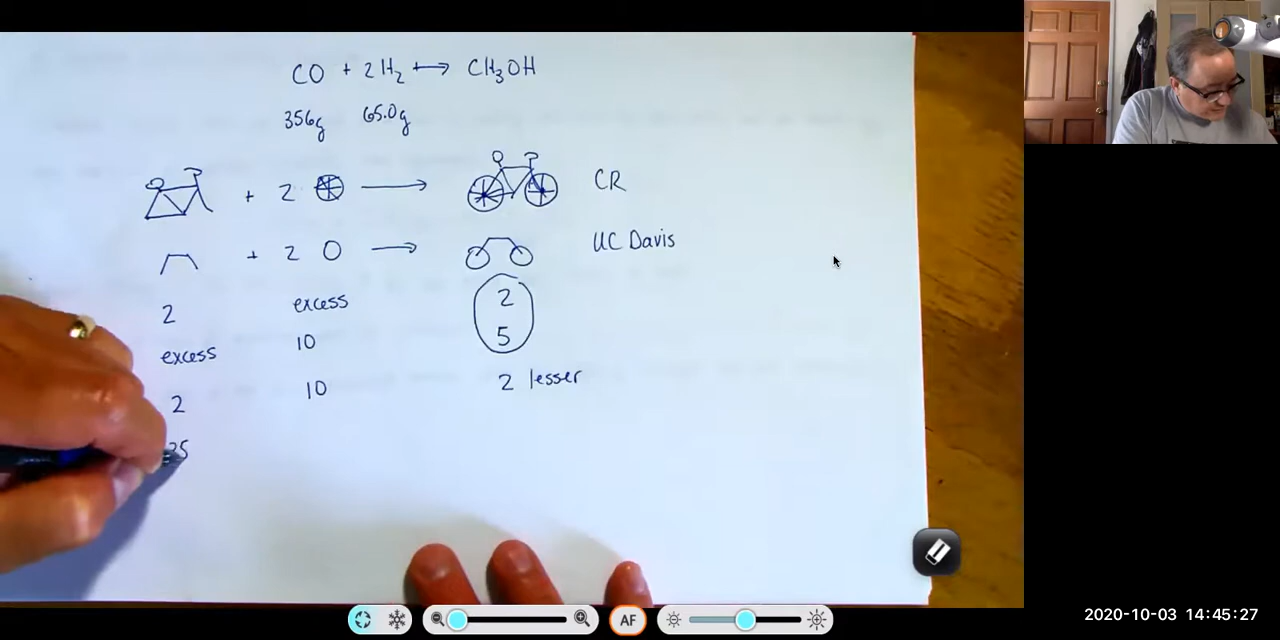 CO + 2H₂ ⟷ CH₃OH
356g 65.0g
+ 2 ⟶ CR
+ 2 O ⟶ UC Davis
2 excess 2
excess 10 5
2 10 2 lesser
35
AF
2020-10-03 14:45:27